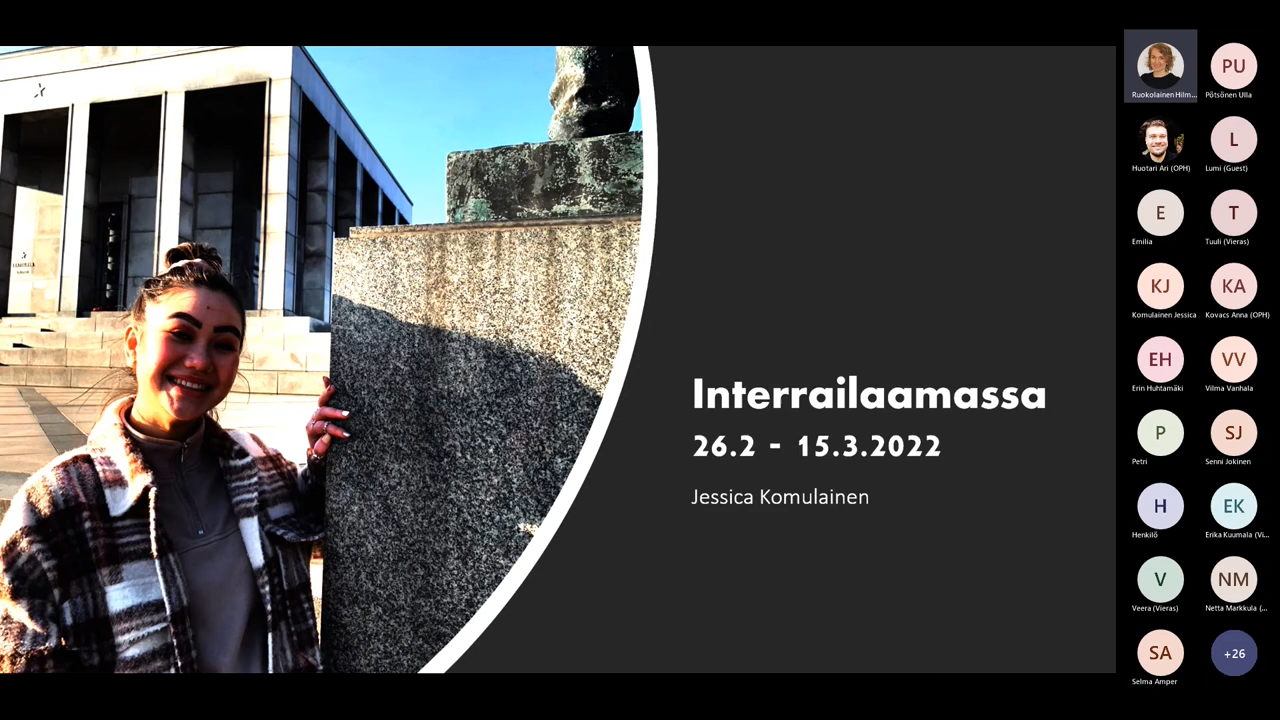 Interrailaamassa
26.2 - 15.3.2022
Jessica Komulainen
Ruokolainen Hilm...
PU
Pötsönen Ulla
Huotari Ari (OPH)
L
Lumi (Guest)
E
Emilia
T
Tuuli (Vieras)
KJ
Komulainen Jessica
KA
Kovacs Anna (OPH)
EH
Erin Huhtamäki
VV
Vilma Vanhala
P
Petri
SJ
Senni Jokinen
H
Henkilö
EK
Erika Kuumala (Vi...
V
Veera (Vieras)
NM
Netta Markkula (...
SA
Selma Amper
+26